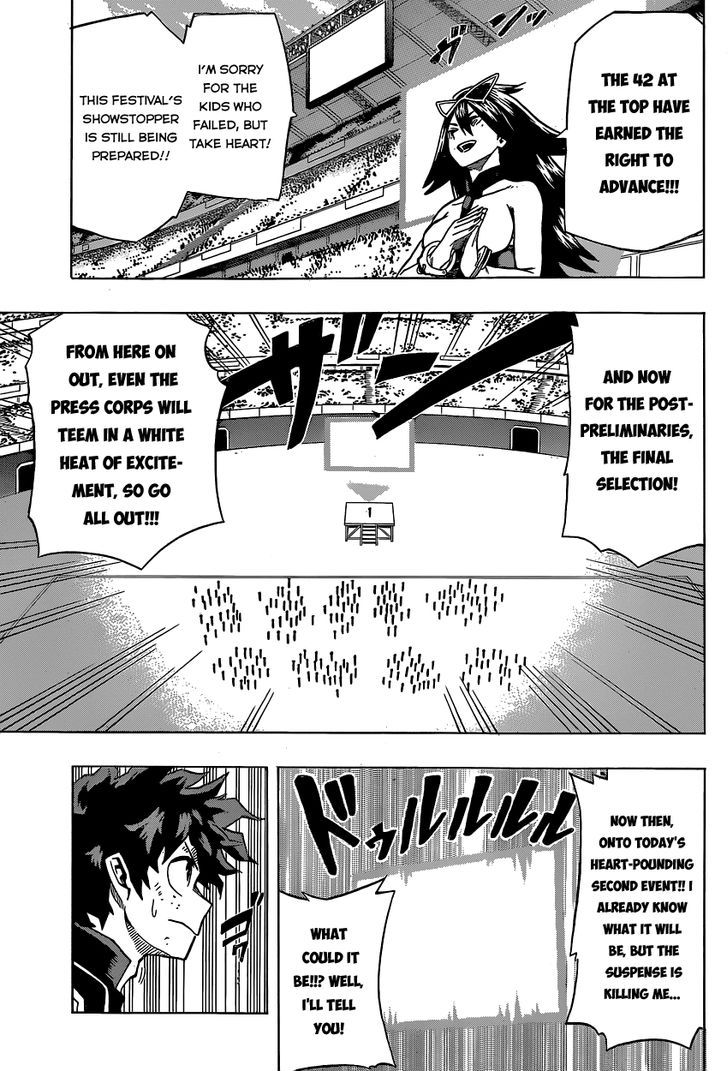 THE 42 AT
THE TOP HAVE
EARNED THE
RIGHT TO
ADVANCE!!!
I'M SORRY
FOR THE
KIDS WHO
FAILED, BUT
TAKE HEART!
THIS FESTIVAL'S
SHOWSTOPPER
IS STILL BEING
PREPARED!!
AND NOW
FOR THE POST-
PRELIMINARIES,
THE FINAL
SELECTION!
ザン
1
FROM HERE ON
OUT, EVEN THE
PRESS CORPS WILL
TEEM IN A WHITE
HEAT OF EXCITE-
MENT, SO GO
ALL OUT!!!
NOW THEN,
ONTO TODAY'S
HEART-POUNDING
SECOND EVENT!! I
ALREADY KNOW
WHAT IT WILL
BE, BUT THE
SUSPENSE IS
KILLING ME...
ドゥルルルルル
WHAT
COULD IT
BE!!? WELL,
I'LL TELL
YOU!